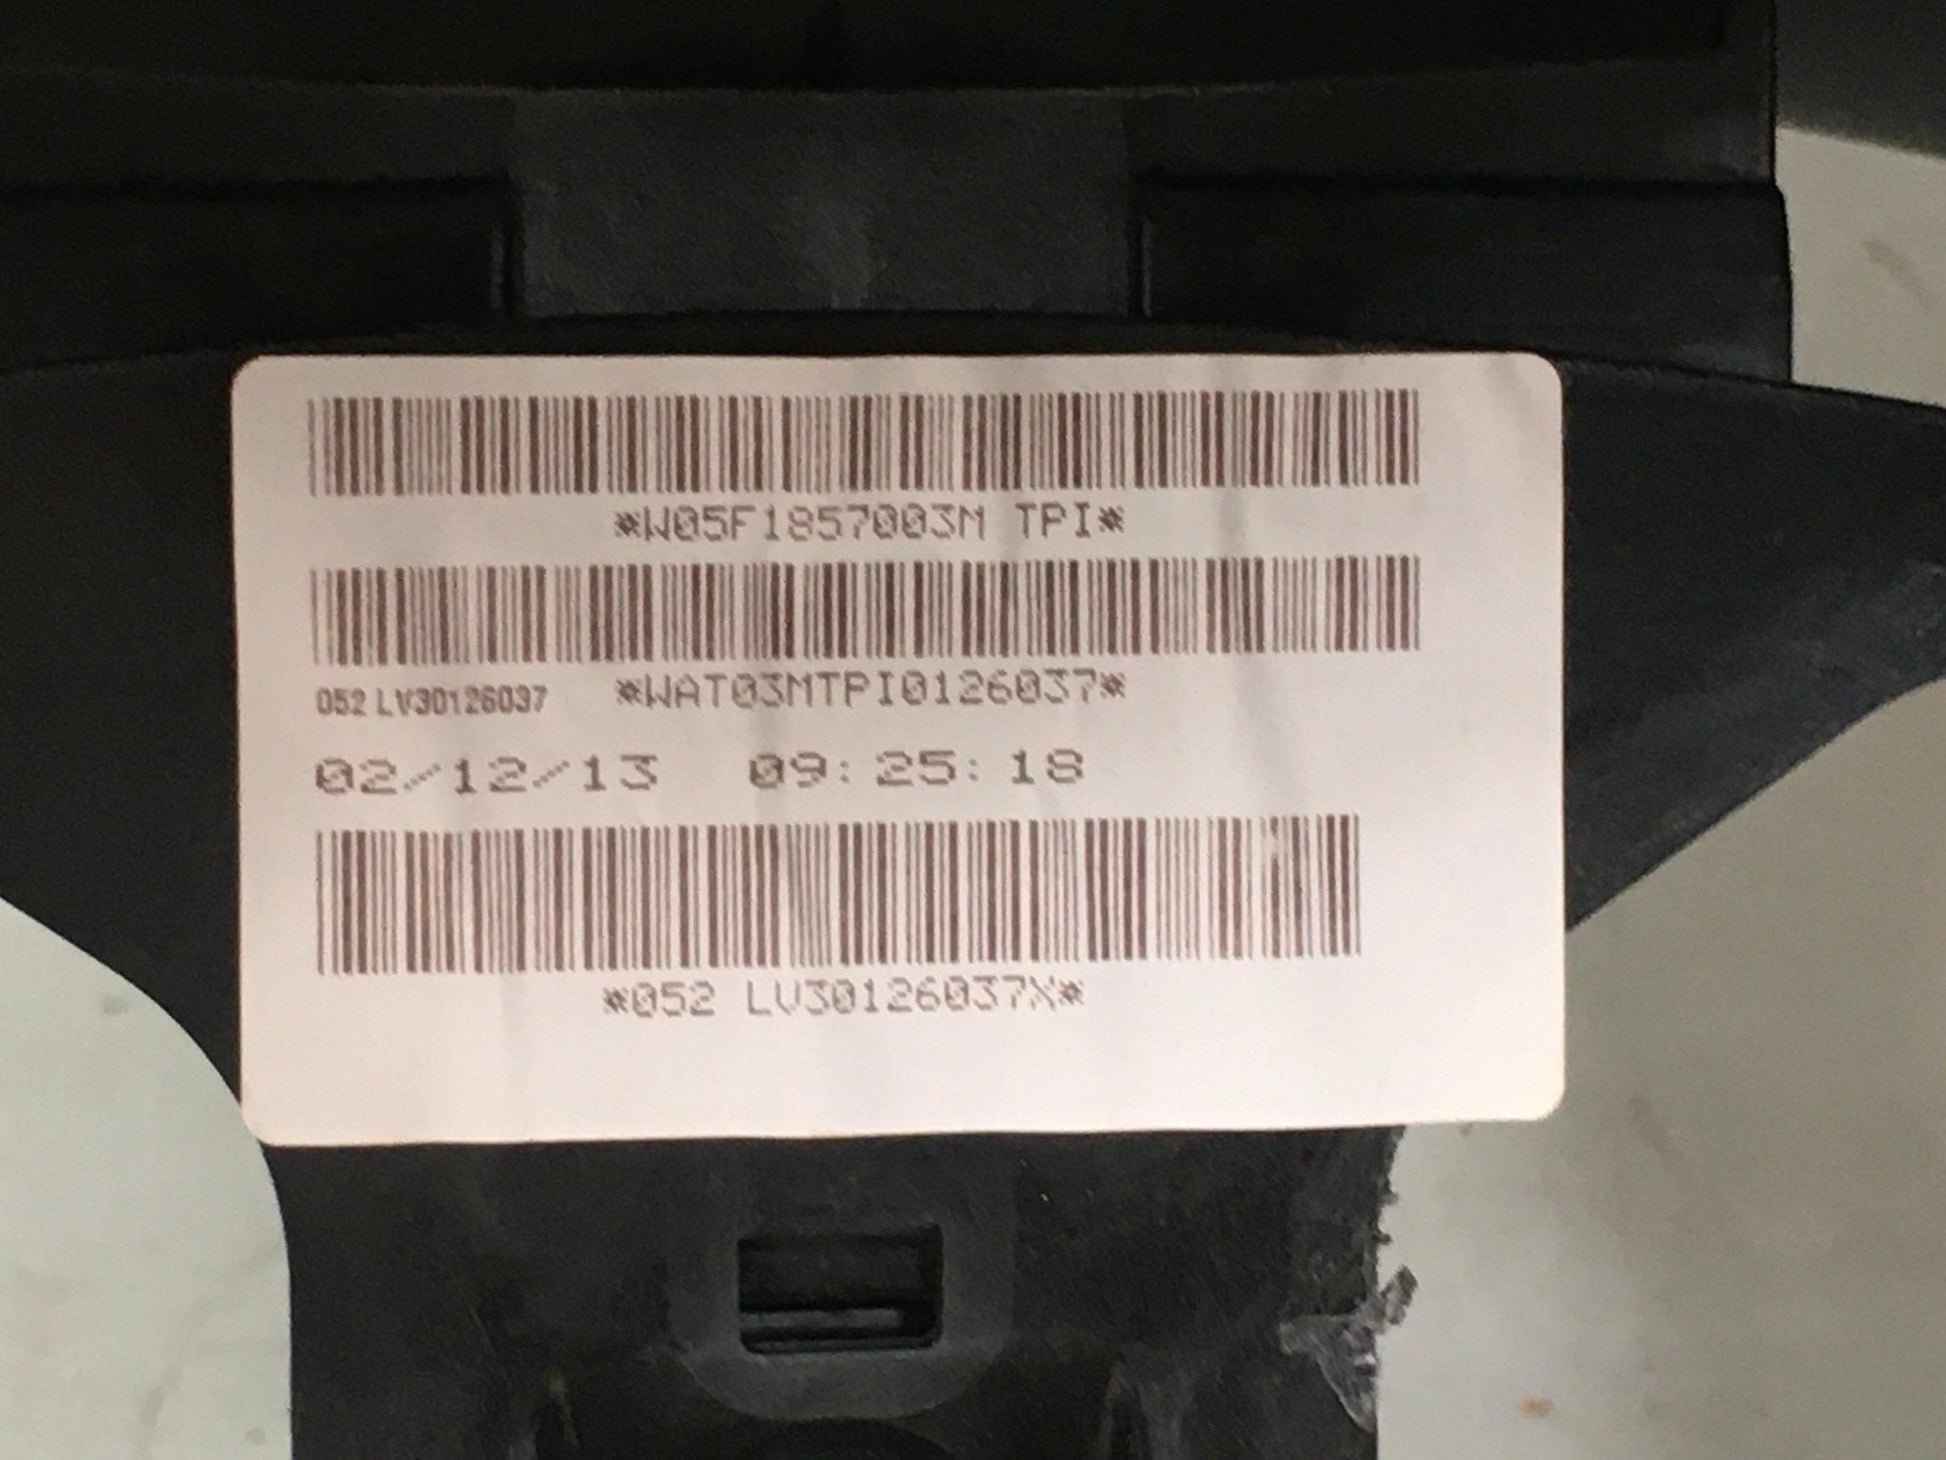 *W05F1857003M TPI*
052 LV30126037 *WAT03MTPI0126037*
02/12/13 09:25:18
*052 LV30126037X*